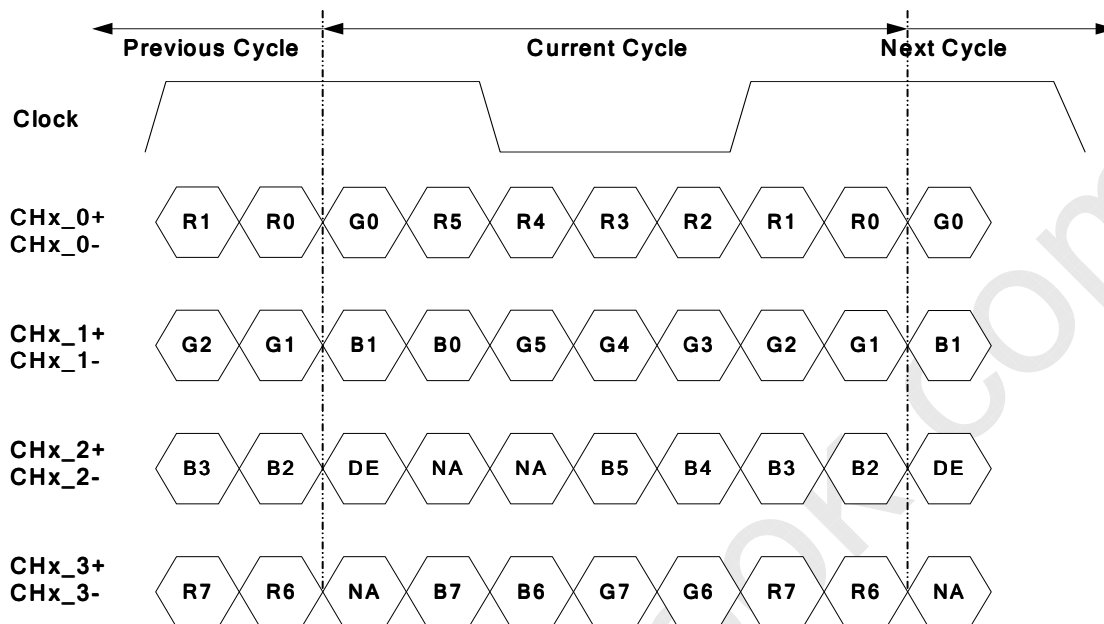 Previous Cycle Current Cycle Next Cycle
Clock
CHx_0+
CHx_0-
R1 R0 G0 R5 R4 R3 R2 R1 R0 G0
CHx_1+
CHx_1-
G2 G1 B1 B0 G5 G4 G3 G2 G1 B1
CHx_2+
CHx_2-
B3 B2 DE NA NA B5 B4 B3 B2 DE
CHx_3+
CHx_3-
R7 R6 NA B7 B6 G7 G6 R7 R6 NA